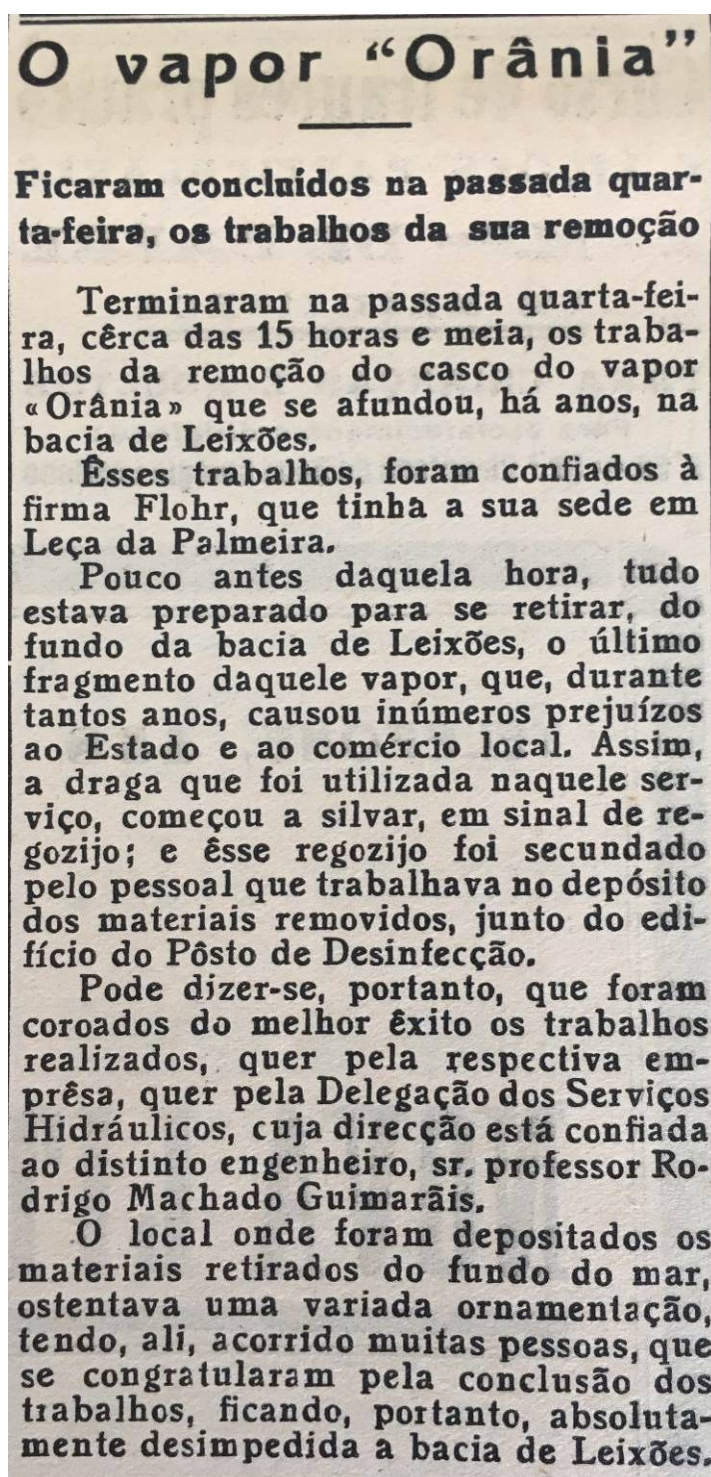 O vapor “Orânia”
Ficaram concluídos na passada quar-
ta-feira, os trabalhos da sua remoção
Terminaram na passada quarta-fei-
ra, cêrca das 15 horas e meia, os traba-
lhos da remoção do casco do vapor
«Orânia» que se afundou, há anos, na
bacia de Leixões.
Êsses trabalhos, foram confiados à
firma Flohr, que tinha a sua sede em
Leça da Palmeira.
Pouco antes daquela hora, tudo
estava preparado para se retirar, do
fundo da bacia de Leixões, o último
fragmento daquele vapor, que, durante
tantos anos, causou inúmeros prejuízos
ao Estado e ao comércio local. Assim,
a draga que foi utilizada naquele ser-
viço, começou a silvar, em sinal de re-
gozijo; e êsse regozijo foi secundado
pelo pessoal que trabalhava no depósito
dos materiais removidos, junto do edi-
fício do Pôsto de Desinfecção.
Pode dizer-se, portanto, que foram
coroados do melhor êxito os trabalhos
realizados, quer pela respectiva em-
prêsa, quer pela Delegação dos Serviços
Hidráulicos, cuja direcção está confiada
ao distinto engenheiro, sr. professor Ro-
drigo Machado Guimarãis.
O local onde foram depositados os
materiais retirados do fundo do mar,
ostentava uma variada ornamentação,
tendo, ali, acorrido muitas pessoas, que
se congratularam pela conclusão dos
trabalhos, ficando, portanto, absoluta-
mente desimpedida a bacia de Leixões.